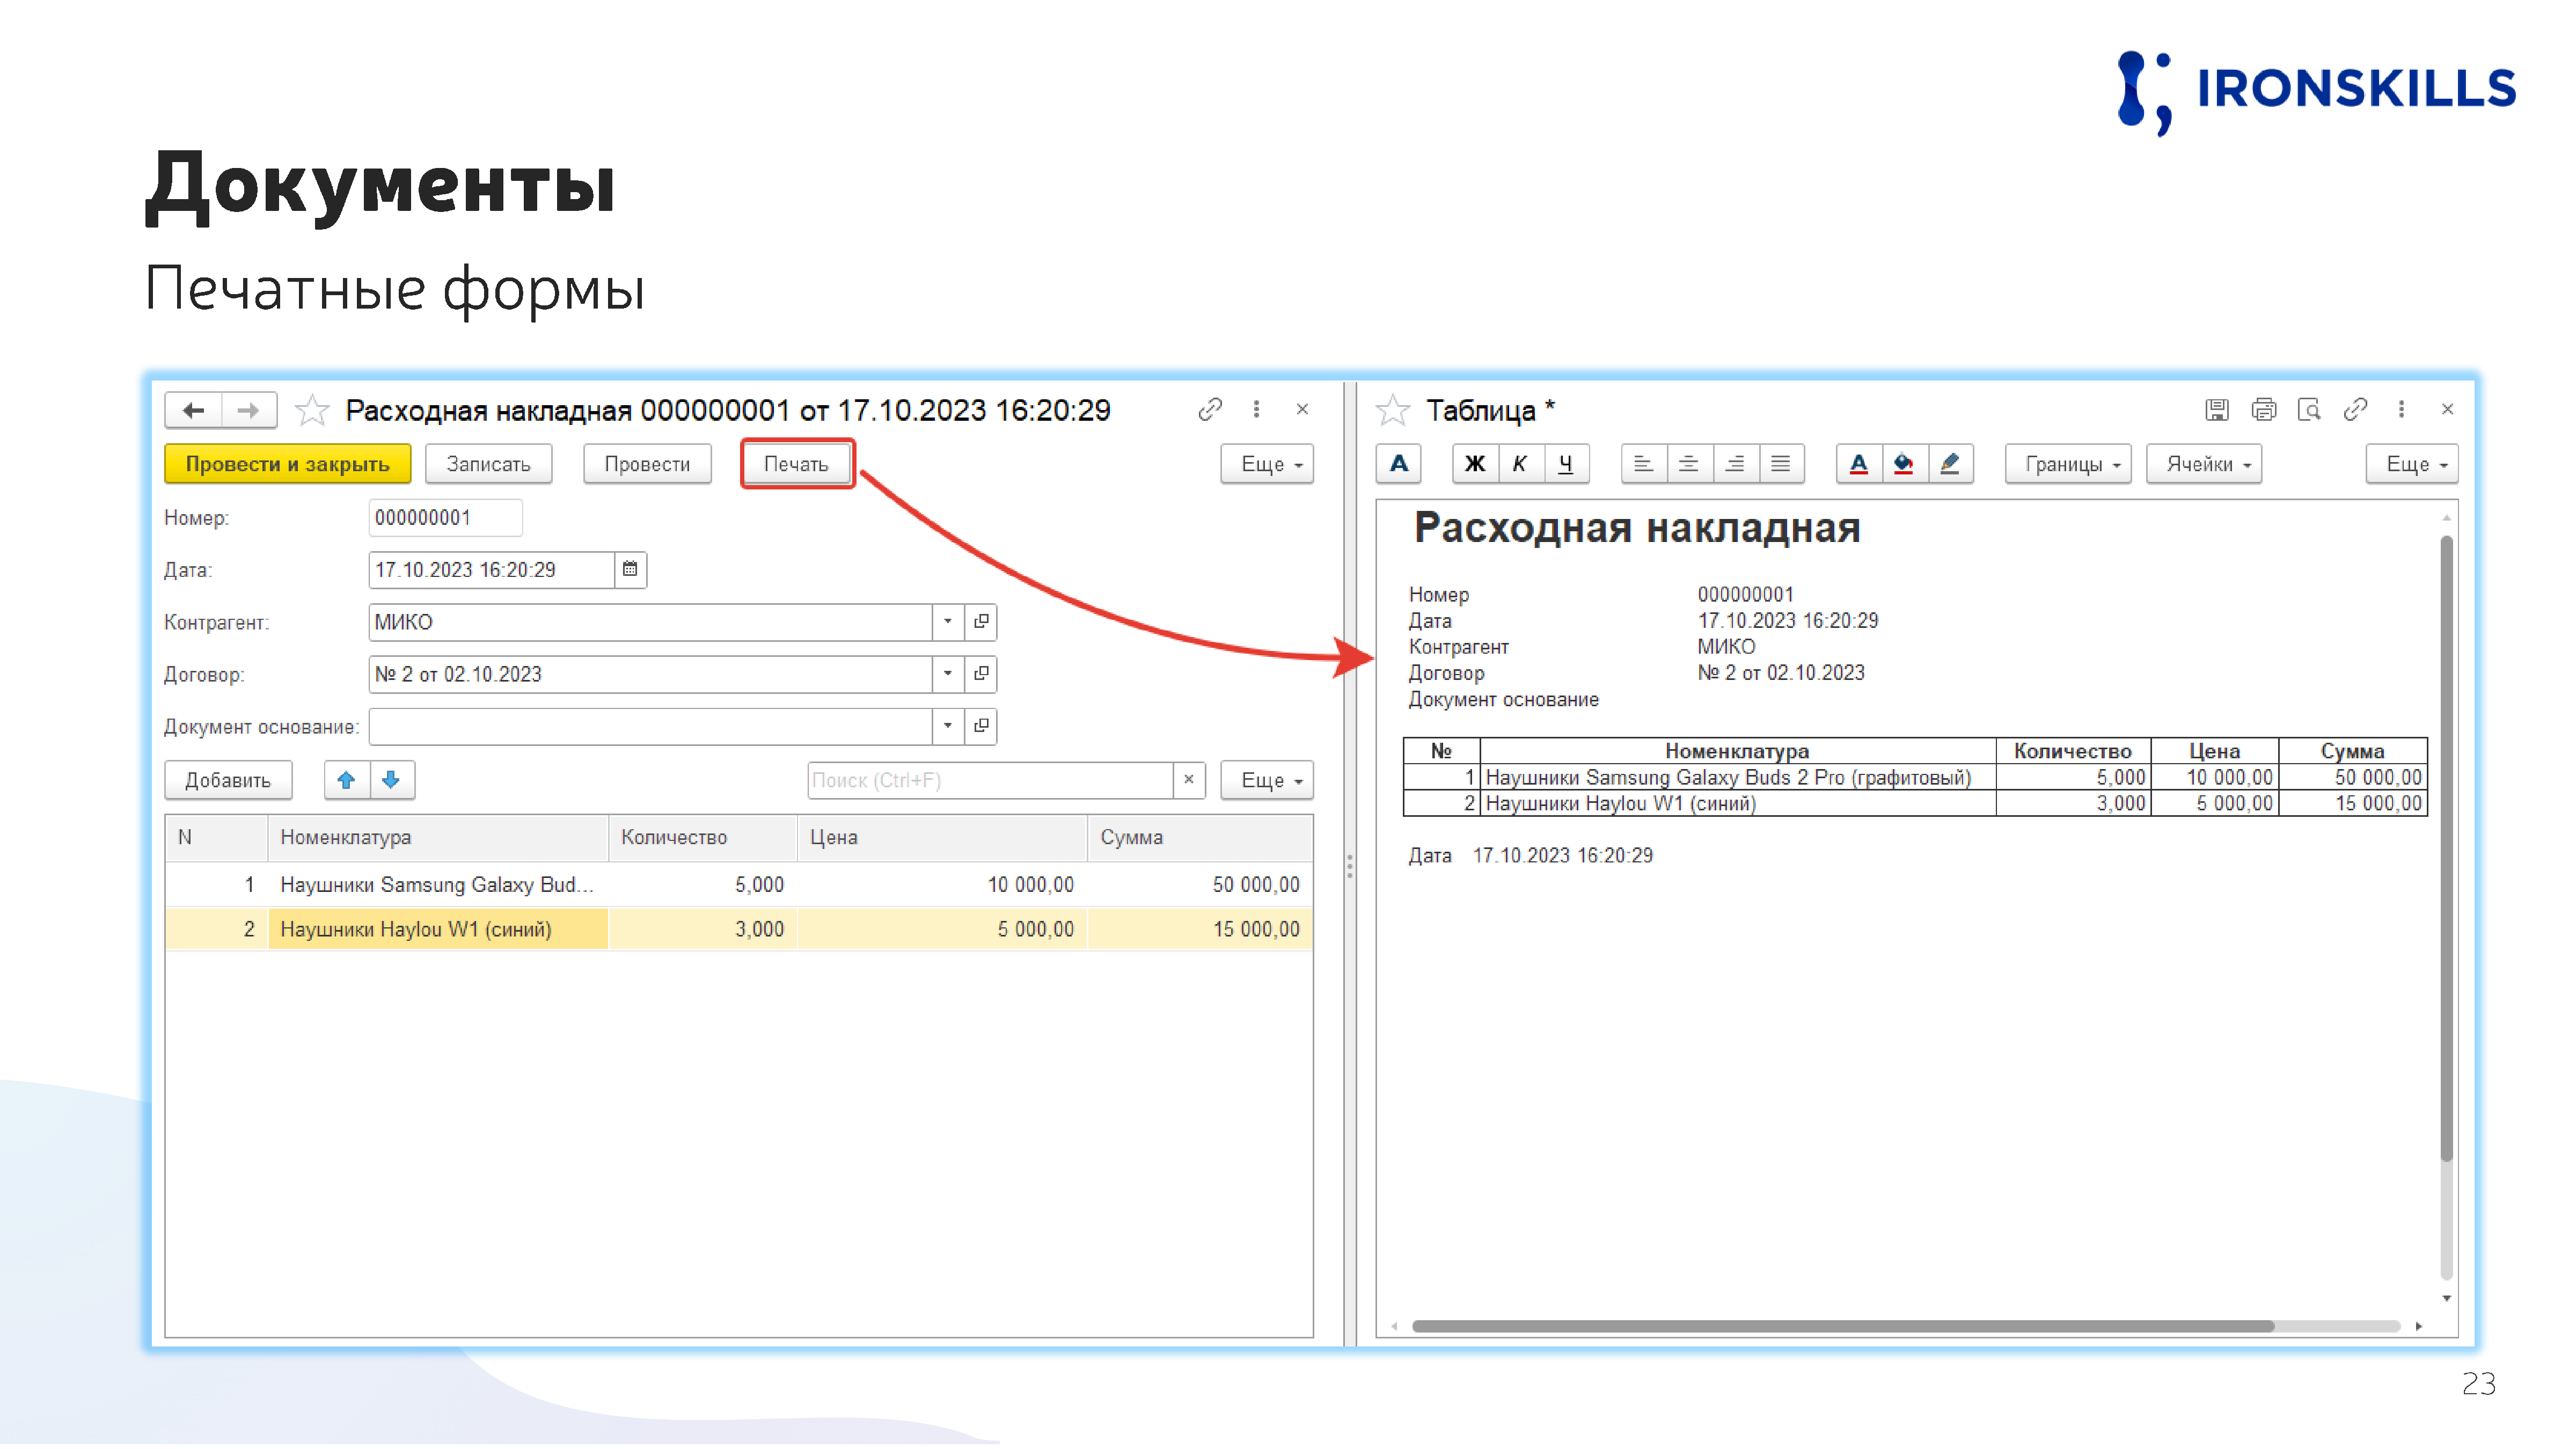 IRONSKILLS
Документы
Печатные формы
Расходная накладная 000000001 от 17.10.2023 16:20:29
Провести и закрыть Записать Провести Печать Еще
Номер: 000000001
Дата: 17.10.2023 16:20:29
Контрагент: МИКО
Договор: № 2 от 02.10.2023
Документ основание:
Добавить Поиск (Ctrl+F) × Еще
N Номенклатура Количество Цена Сумма
1 Наушники Samsung Galaxy Bud... 5,000 10 000,00 50 000,00
2 Наушники Haylou W1 (синий) 3,000 5 000,00 15 000,00
Таблица *
А Ж К Ч А Границы Ячейки Еще
Расходная накладная
Номер 000000001
Дата 17.10.2023 16:20:29
Контрагент МИКО
Договор № 2 от 02.10.2023
Документ основание
№ Номенклатура Количество Цена Сумма
1 Наушники Samsung Galaxy Buds 2 Pro (графитовый) 5,000 10 000,00 50 000,00
2 Наушники Haylou W1 (синий) 3,000 5 000,00 15 000,00
Дата 17.10.2023 16:20:29
23